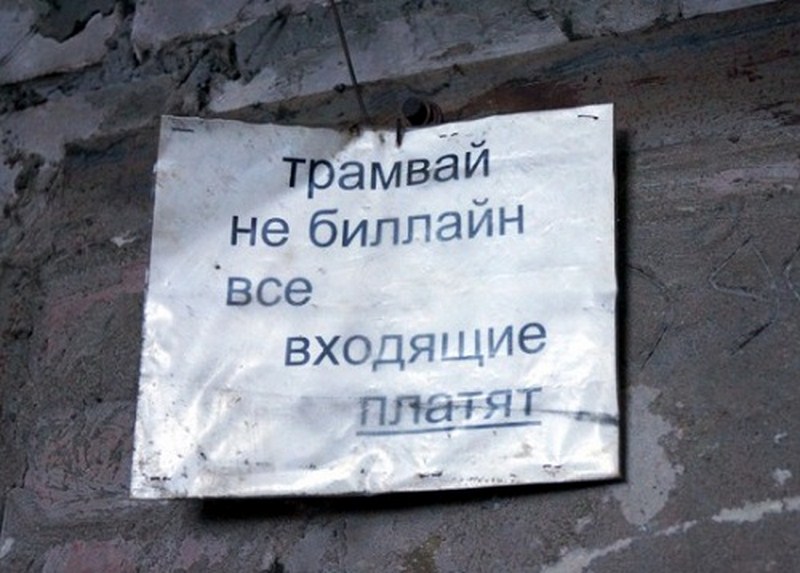 трамвай
не биллайн
все
входящие
платят